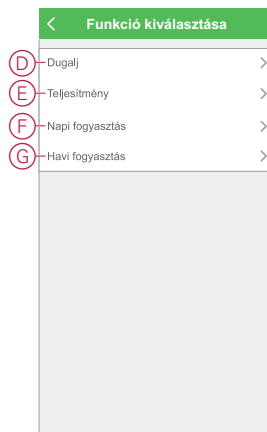 Funkció kiválasztása
D Dugalj
E Teljesítmény
F Napi fogyasztás
G Havi fogyasztás